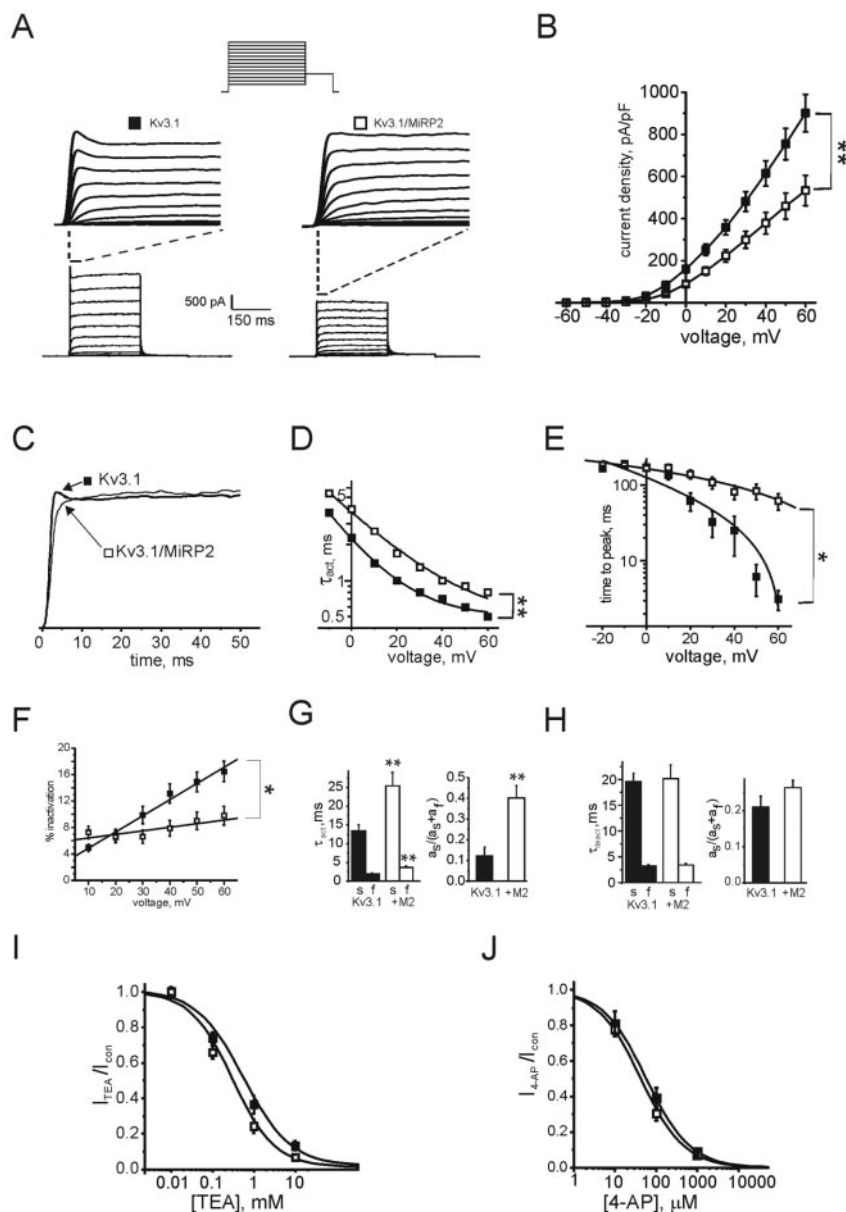 A
Kv3.1
Kv3.1/MiRP2
500 pA
150 ms
B
1000
800
600
400
200
current density, pA/pF
**
-60 -40 -20 0 20 40 60
voltage, mV
C
Kv3.1
Kv3.1/MiRP2
0 10 20 30 40 50
time, ms
D
5
1
0.5
τact, ms
**
0 20 40 60
voltage, mV
E
100
10
time to peak, ms
*
-20 0 20 40 60
voltage, mV
F
20
16
12
8
4
% inactivation
*
10 20 30 40 50 60
voltage, mV
G
30
25
20
15
10
5
0
τact, ms
**
**
s f s f
Kv3.1 +M2
0.5
0.4
0.3
0.2
0.1
0.0
as/(as+af)
**
Kv3.1 +M2
H
20
15
10
5
0
τdeact, ms
s f s f
Kv3.1 +M2
0.2
0.1
0.0
as/(as+af)
Kv3.1 +M2
I
1.0
0.8
0.6
0.4
0.2
0.0
ITEA/Icon
0.01 0.1 1 10
[TEA], mM
J
1.0
0.8
0.6
0.4
0.2
0.0
I4-AP/Icon
1 10 100 1000 10000
[4-AP], μM